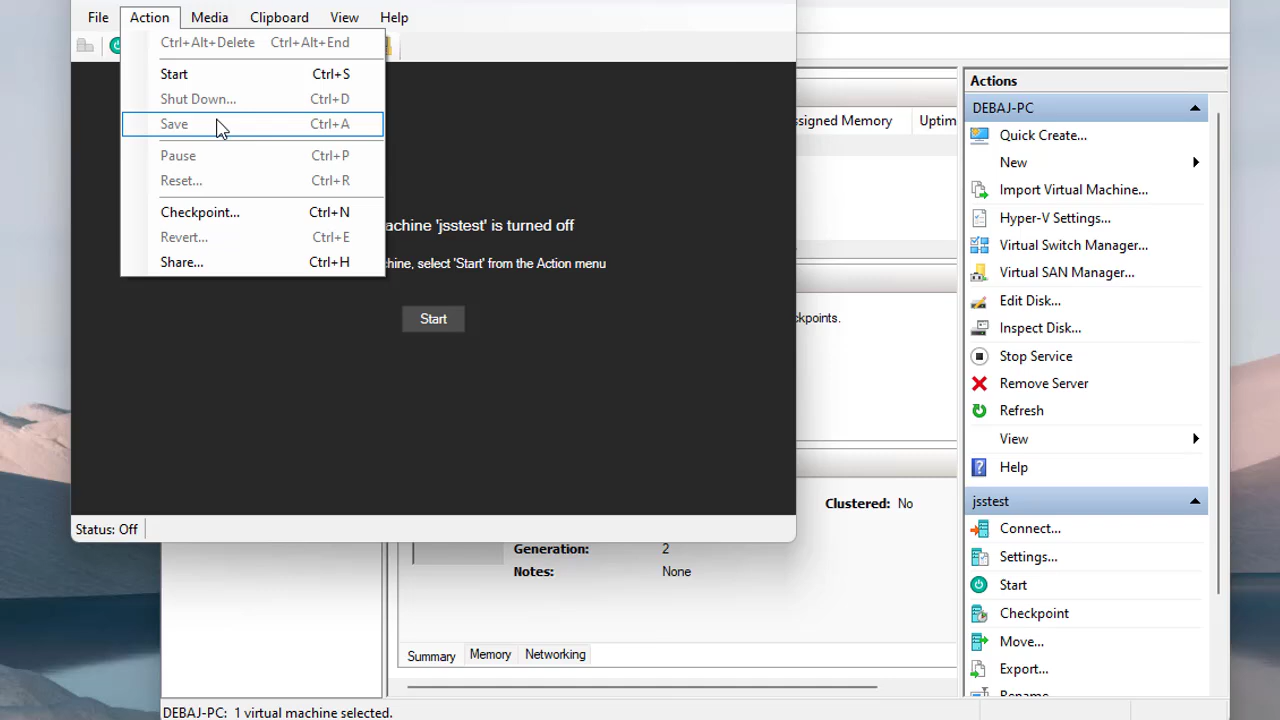 File Action Media Clipboard View Help
Ctrl+Alt+Delete Ctrl+Alt+End
Start Ctrl+S
Shut Down... Ctrl+D
Save Ctrl+A
Pause Ctrl+P
Reset... Ctrl+R
Checkpoint... Ctrl+N
Revert... Ctrl+E
Share... Ctrl+H
achine 'jsstest' is turned off
hine, select 'Start' from the Action menu
Start
Status: Off
ssigned Memory Uptim
ckpoints.
Clustered: No
Generation: 2
Notes: None
Summary Memory Networking
DEBAJ-PC: 1 virtual machine selected.
Actions
DEBAJ-PC
Quick Create...
New
Import Virtual Machine...
Hyper-V Settings...
Virtual Switch Manager...
Virtual SAN Manager...
Edit Disk...
Inspect Disk...
Stop Service
Remove Server
Refresh
View
Help
jsstest
Connect...
Settings...
Start
Checkpoint
Move...
Export...
Rename